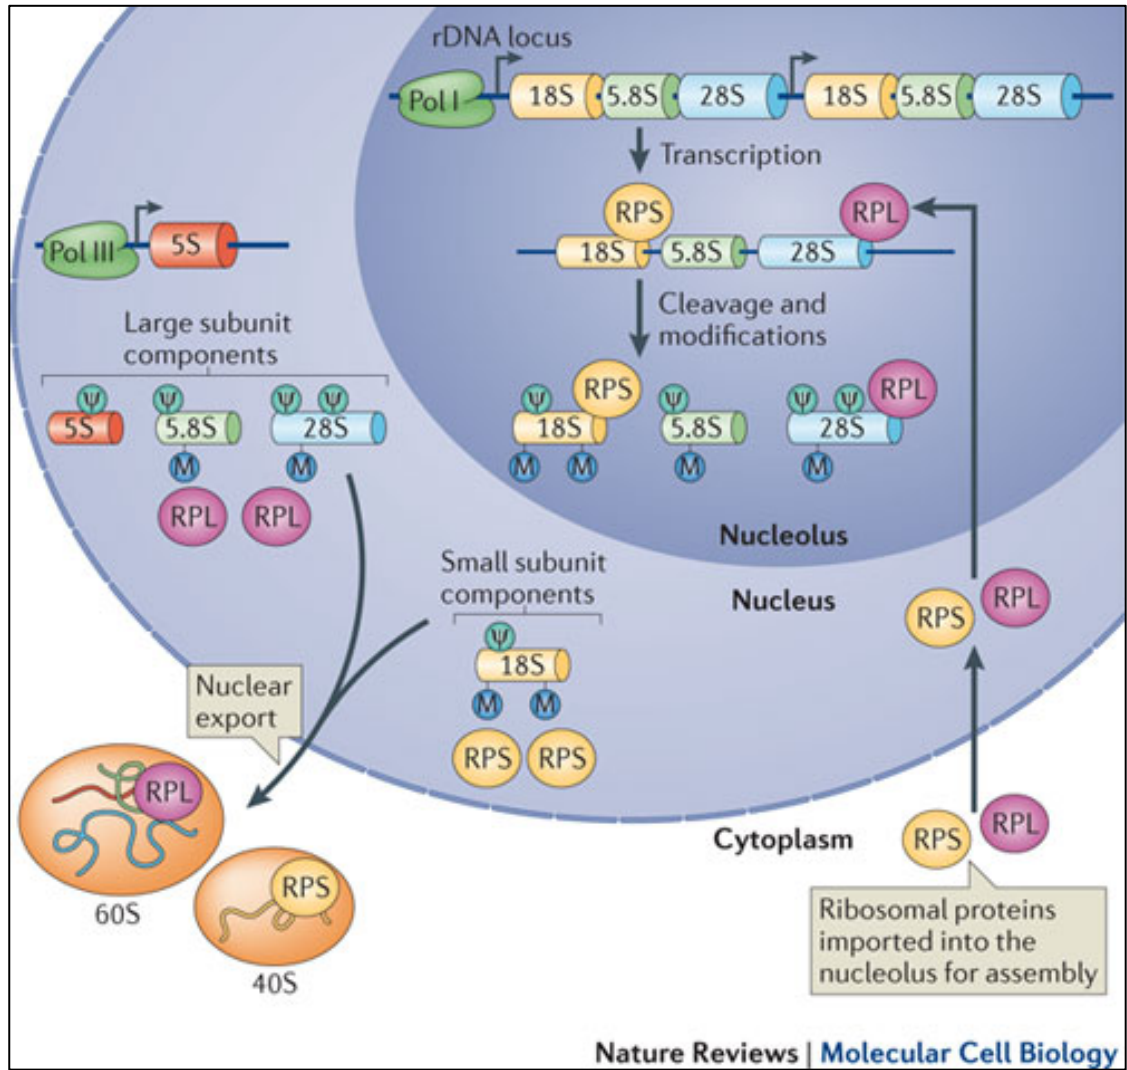 rDNA locus
Pol I 18S 5.8S 28S 18S 5.8S 28S
Transcription
RPS RPL
18S 5.8S 28S
Pol III 5S
Cleavage and
modifications
Large subunit
components
Ψ Ψ Ψ Ψ
5S 5.8S 28S
M M
RPL RPL
Ψ RPS Ψ Ψ Ψ RPL
18S 5.8S 28S
M M M M
Nucleolus
Nucleus
Small subunit
components
Ψ
18S
M M
RPS RPS
RPS RPL
Nuclear
export
RPL
60S
RPS
40S
Cytoplasm
RPS RPL
Ribosomal proteins
imported into the
nucleolus for assembly
Nature Reviews | Molecular Cell Biology